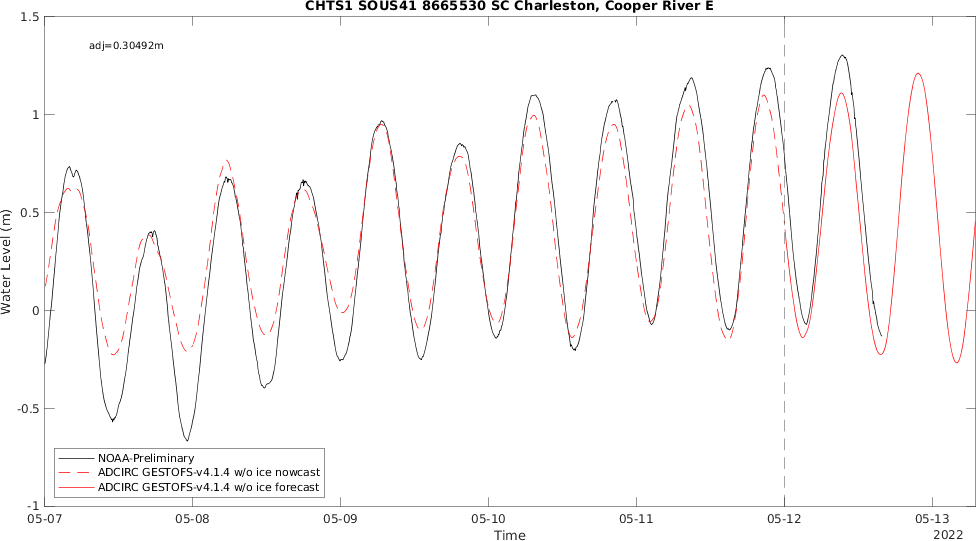 CHTS1 SOUS41 8665530 SC Charleston, Cooper River E
1.5
adj=0.30492m
1
0.5
0
-0.5
-1
Water Level (m)
NOAA-Preliminary
ADCIRC GESTOFS-v4.1.4 w/o ice nowcast
ADCIRC GESTOFS-v4.1.4 w/o ice forecast
05-07 05-08 05-09 05-10 05-11 05-12 05-13
Time
2022